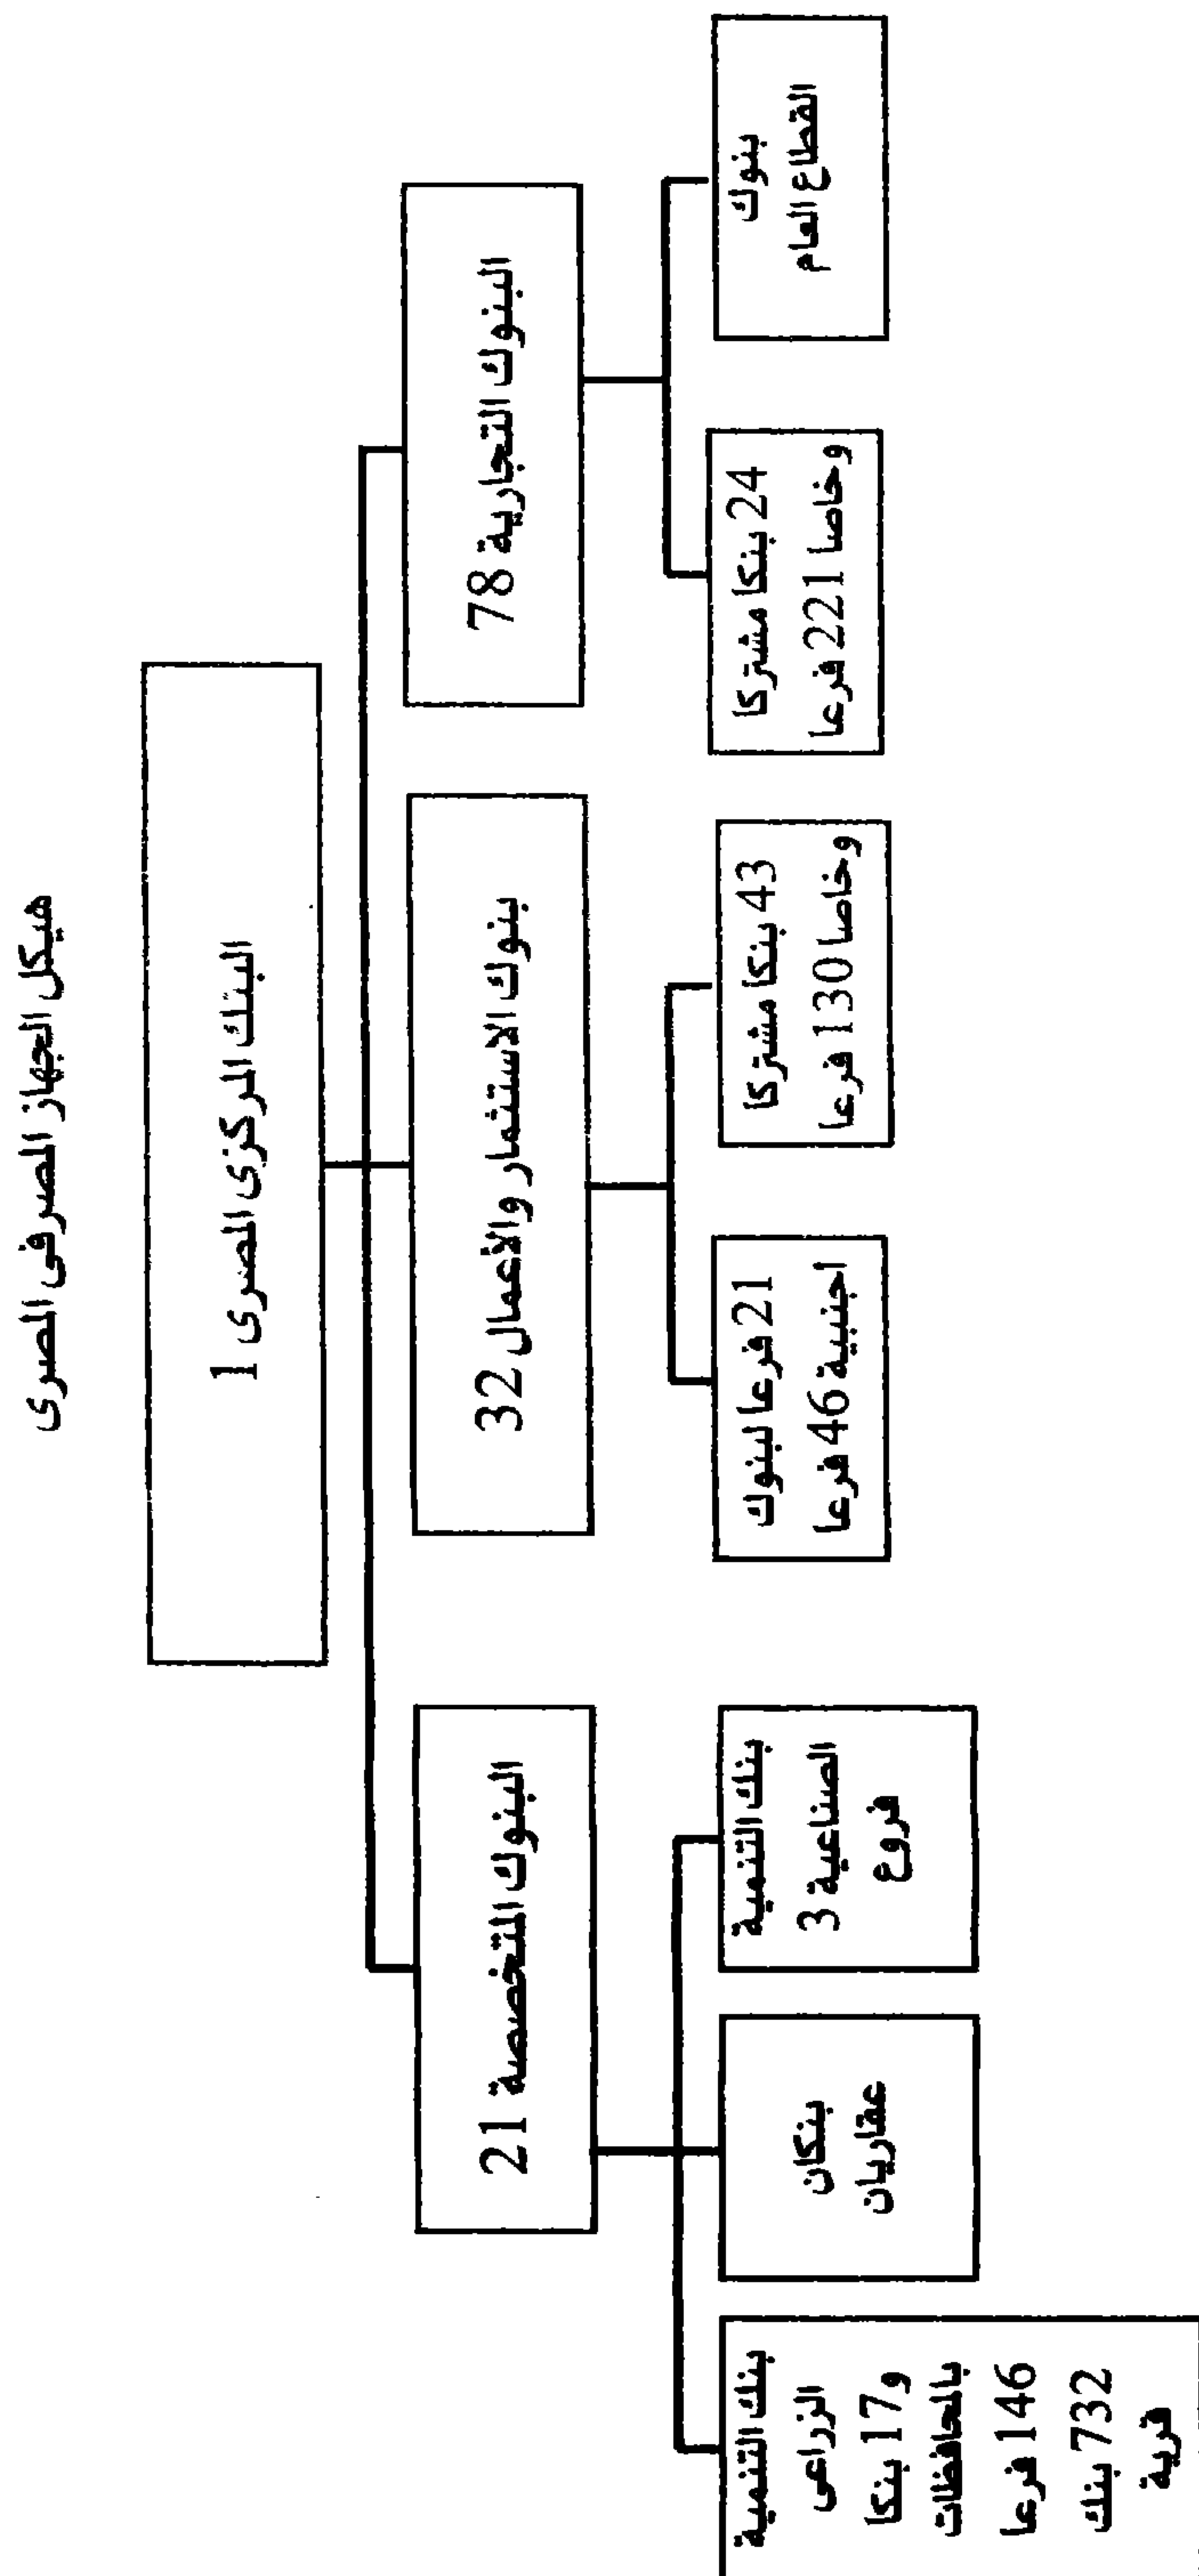 هيكل الجهاز المصرفى المصرى
البنك المركزى المصرى 1
البنوك التجارية 78
بنوك الاستثمار والأعمال 32
البنوك المتخصصة 21
بنوك
القطاع العام
24 بنكا مشتركا
وخاصا 221 فرعا
43 بنكا مشتركا
وخاصا 130 فرعا
21 فرعا لبنوك
اجنبية 46 فرعا
بنك التنمية
الصناعية 3
فروع
بنكان
عقاريان
بنك التنمية
الزراعى
و17 بنكا
بالمحافظات
146 فرعا
732 بنك
قرية